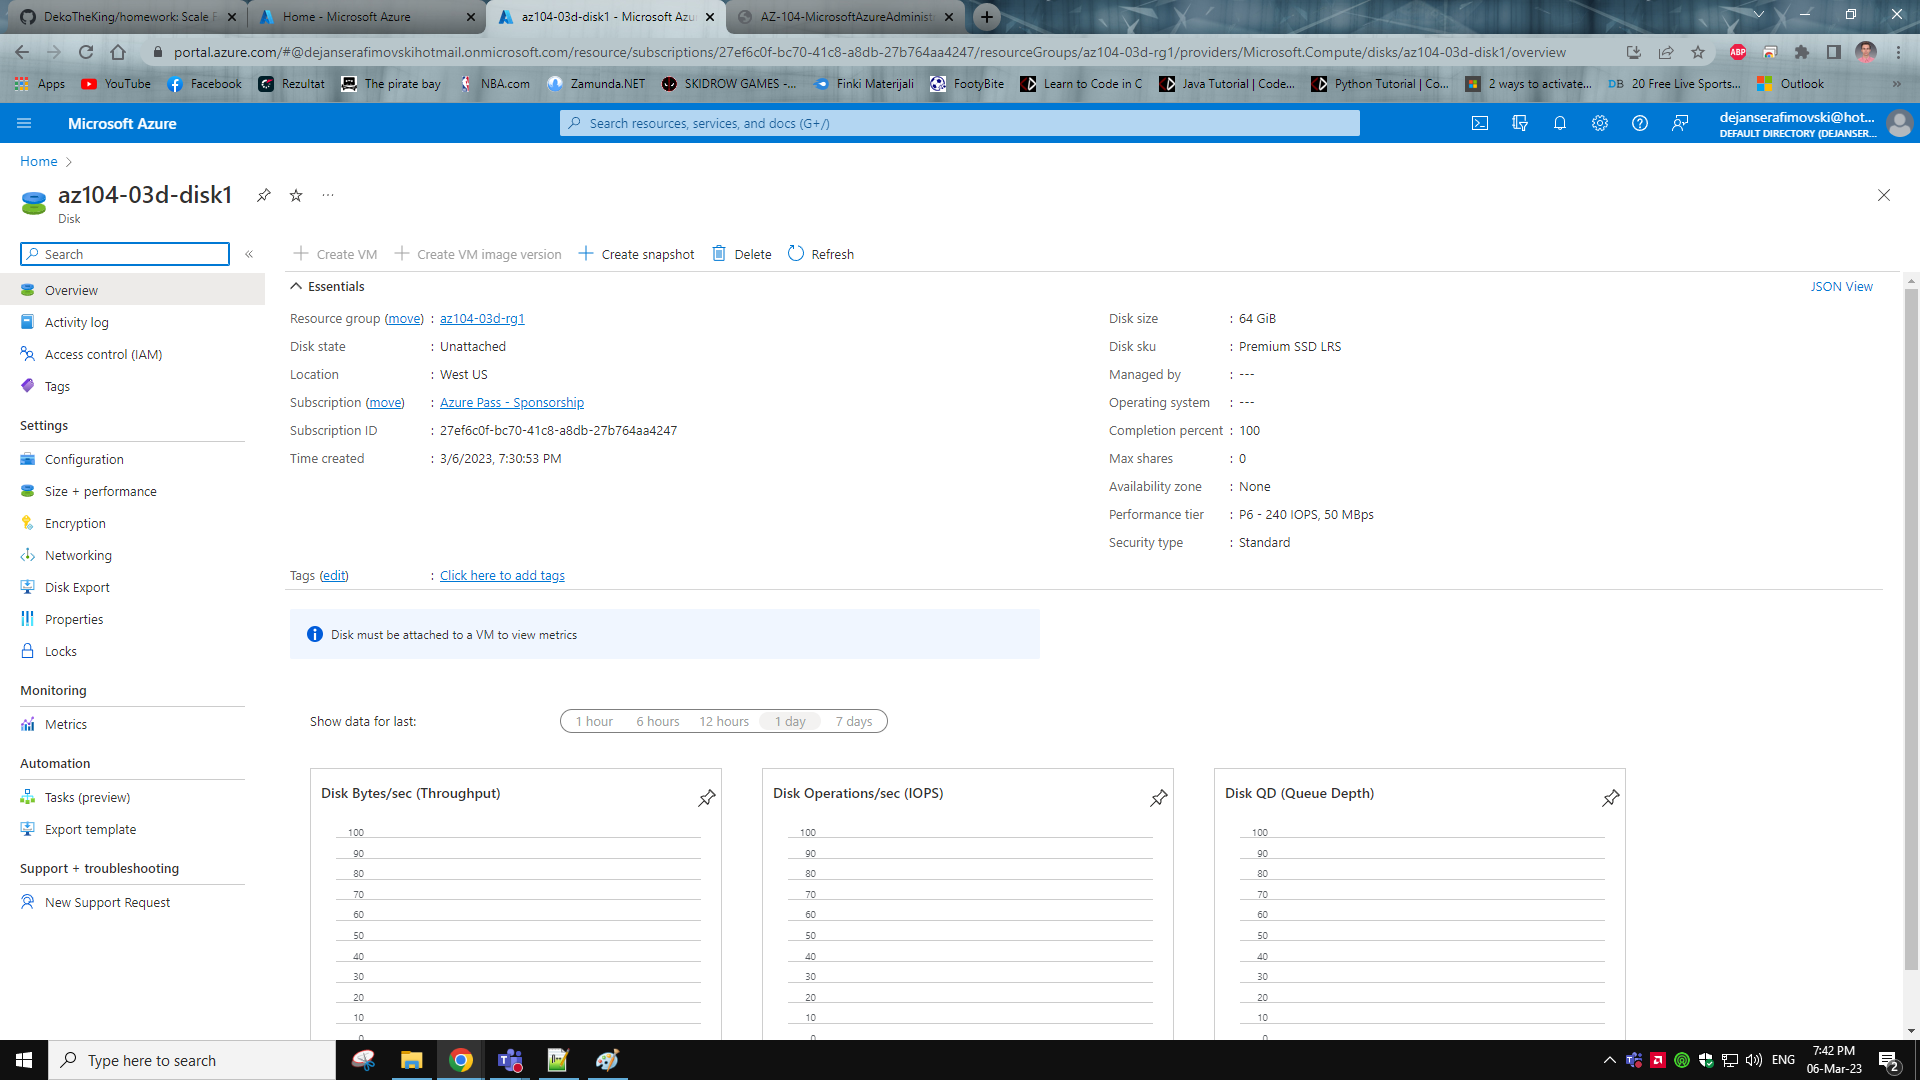 DekoTheKing/homework: Scale E
Home - Microsoft Azure
az104-03d-disk1 - Microsoft Azu
AZ-104-MicrosoftAzureAdminist
portal.azure.com/#@dejanserafimovskihotmail.onmicrosoft.com/resource/subscriptions/27ef6c0f-bc70-41c8-a8db-27b764aa4247/resourceGroups/az104-03d-rg1/providers/Microsoft.Compute/disks/az104-03d-disk1/overview
ABP
Apps
YouTube
Facebook
Rezultat
The pirate bay
NBA.com
Zamunda.NET
SKIDROW GAMES -...
Finki Materijali
FootyBite
Learn to Code in C
Java Tutorial | Code...
Python Tutorial | Co...
2 ways to activate...
DB 20 Free Live Sports...
Outlook
Microsoft Azure
Search resources, services, and docs (G+/)
dejanserafimovski@hot...
DEFAULT DIRECTORY (DEJANSER...
Home
az104-03d-disk1
Disk
Search
Create VM
Create VM image version
Create snapshot
Delete
Refresh
Overview
Activity log
Access control (IAM)
Tags
Settings
Configuration
Size + performance
Encryption
Networking
Disk Export
Properties
Locks
Monitoring
Metrics
Automation
Tasks (preview)
Export template
Support + troubleshooting
New Support Request
Essentials
JSON View
Resource group (move) : az104-03d-rg1
Disk state : Unattached
Location : West US
Subscription (move) : Azure Pass - Sponsorship
Subscription ID : 27ef6c0f-bc70-41c8-a8db-27b764aa4247
Time created : 3/6/2023, 7:30:53 PM
Disk size : 64 GiB
Disk sku : Premium SSD LRS
Managed by : ---
Operating system : ---
Completion percent : 100
Max shares : 0
Availability zone : None
Performance tier : P6 - 240 IOPS, 50 MBps
Security type : Standard
Tags (edit) : Click here to add tags
Disk must be attached to a VM to view metrics
Show data for last:
1 hour
6 hours
12 hours
1 day
7 days
Disk Bytes/sec (Throughput)
100
90
80
70
60
50
40
30
20
10
0
Disk Operations/sec (IOPS)
100
90
80
70
60
50
40
30
20
10
0
Disk QD (Queue Depth)
100
90
80
70
60
50
40
30
20
10
0
Type here to search
ENG
7:42 PM
06-Mar-23
2